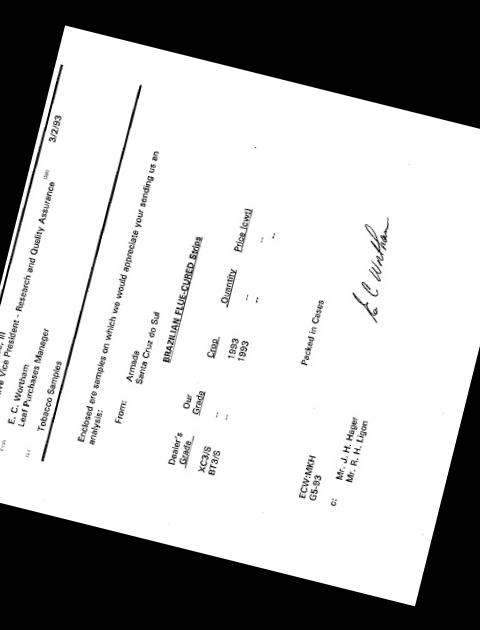 Vice President - Research and Quality Assurance
3/2/93
E. C. Wortham
Leaf Purchases Manager
Tobacco Samples
Enclosed are samples on which we would appreciate your sending us an
analysis:
From: Armada
Santa Cruz do Sul
BRAZILIAN FLUE-CURED Strips
Dealer's Grade Our Grade Crop Quantity Price (cwt)
XC3/S -- 1993 -- --
BT3/S -- 1993 -- --
Packed in Cases
E C Wortham
ECW:MKH
G5-93
c: Mr. J. H. Hager
Mr. R. H. Ligon